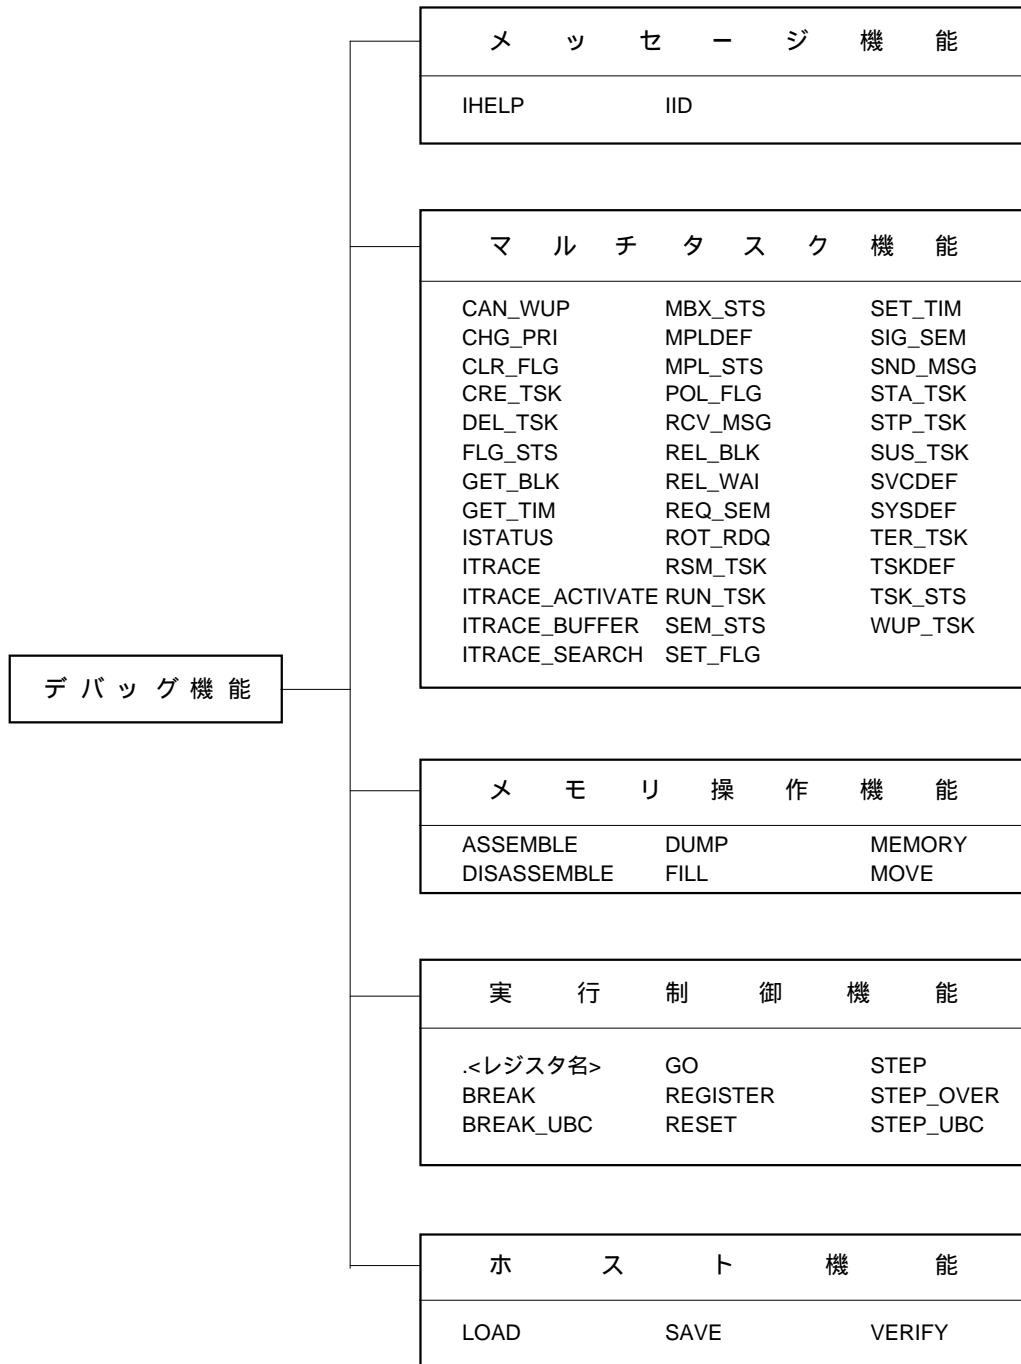 メッセージ機能
IHELP IID
マルチタスク機能
CAN_WUP MBX_STS SET_TIM
CHG_PRI MPLDEF SIG_SEM
CLR_FLG MPL_STS SND_MSG
CRE_TSK POL_FLG STA_TSK
DEL_TSK RCV_MSG STP_TSK
FLG_STS REL_BLK SUS_TSK
GET_BLK REL_WAI SVCDEF
GET_TIM REQ_SEM SYSDEF
ISTATUS ROT_RDQ TER_TSK
ITRACE RSM_TSK TSKDEF
ITRACE_ACTIVATE RUN_TSK TSK_STS
ITRACE_BUFFER SEM_STS WUP_TSK
ITRACE_SEARCH SET_FLG
デバッグ機能
メモリ操作機能
ASSEMBLE DUMP MEMORY
DISASSEMBLE FILL MOVE
実行制御機能
.<レジスタ名> GO STEP
BREAK REGISTER STEP_OVER
BREAK_UBC RESET STEP_UBC
ホスト機能
LOAD SAVE VERIFY